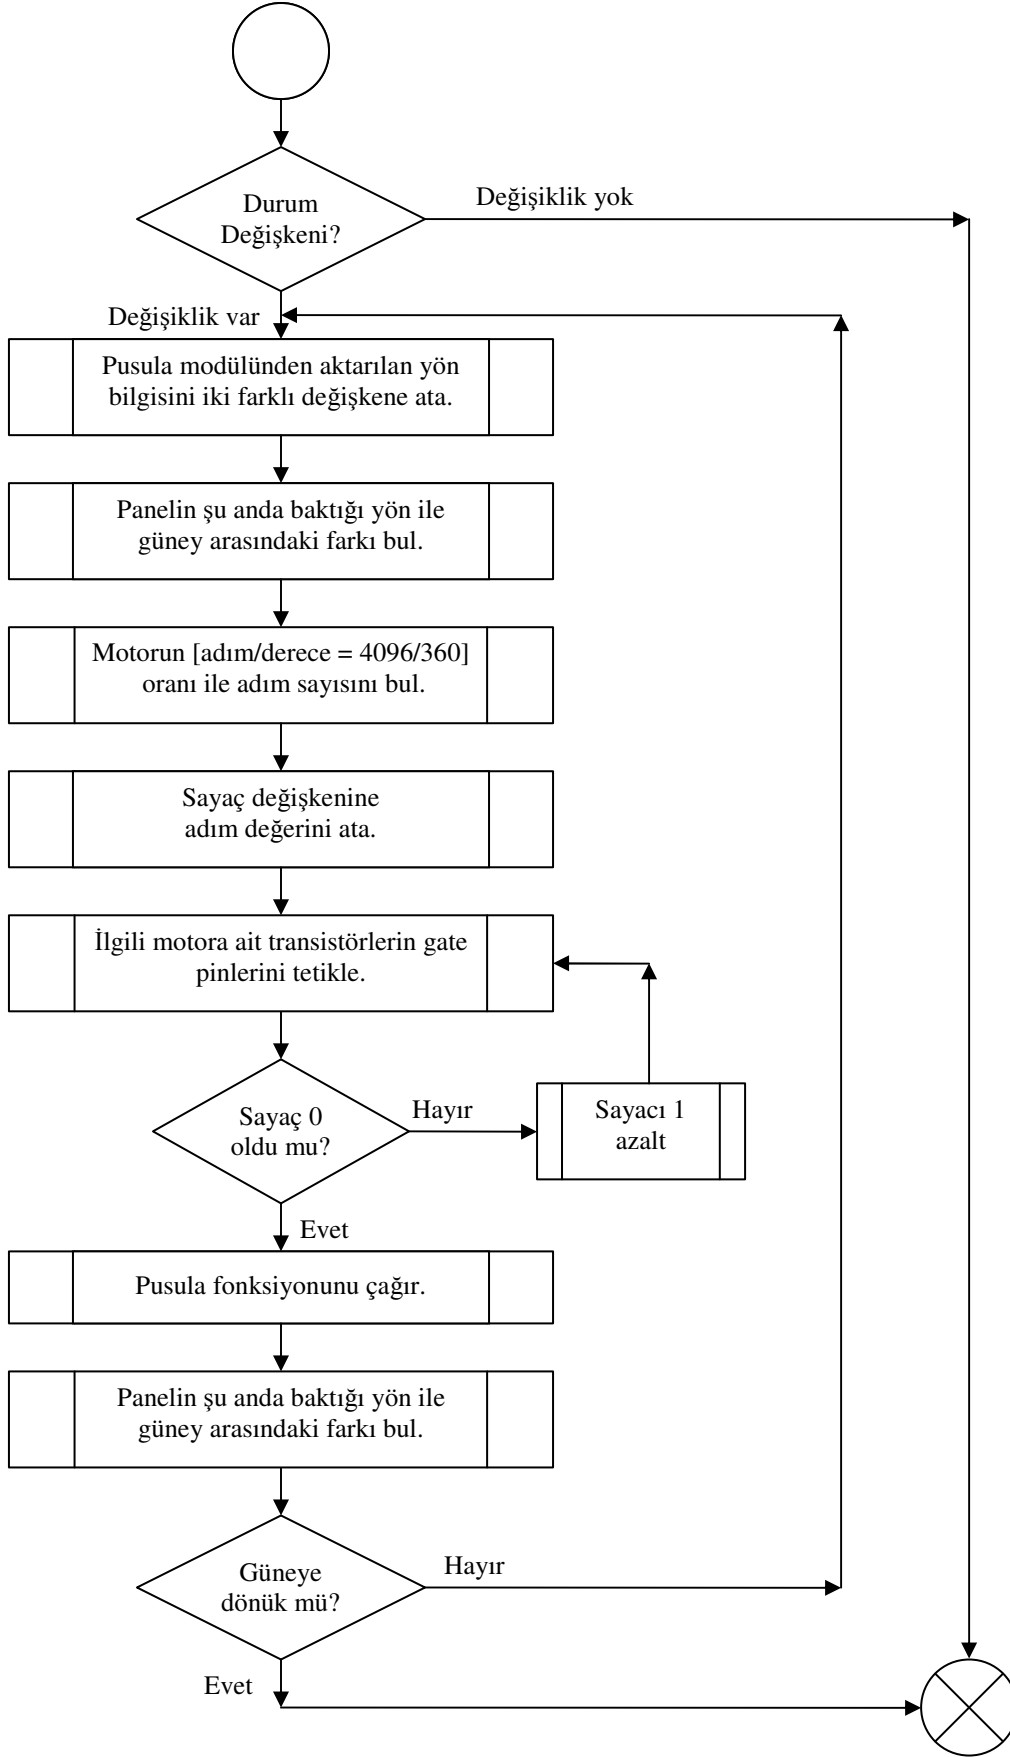 Durum
Değişkeni?
Değişiklik yok
Değişiklik var
Pusula modülünden aktarılan yön
bilgisini iki farklı değişkene ata.
Panelin şu anda baktığı yön ile
güney arasındaki farkı bul.
Motorun [adım/derece = 4096/360]
oranı ile adım sayısını bul.
Sayaç değişkenine
adım değerini ata.
İlgili motora ait transistörlerin gate
pinlerini tetikle.
Sayaç 0
oldu mu?
Hayır
Sayacı 1
azalt
Evet
Pusula fonksiyonunu çağır.
Panelin şu anda baktığı yön ile
güney arasındaki farkı bul.
Güneye
dönük mü?
Hayır
Evet